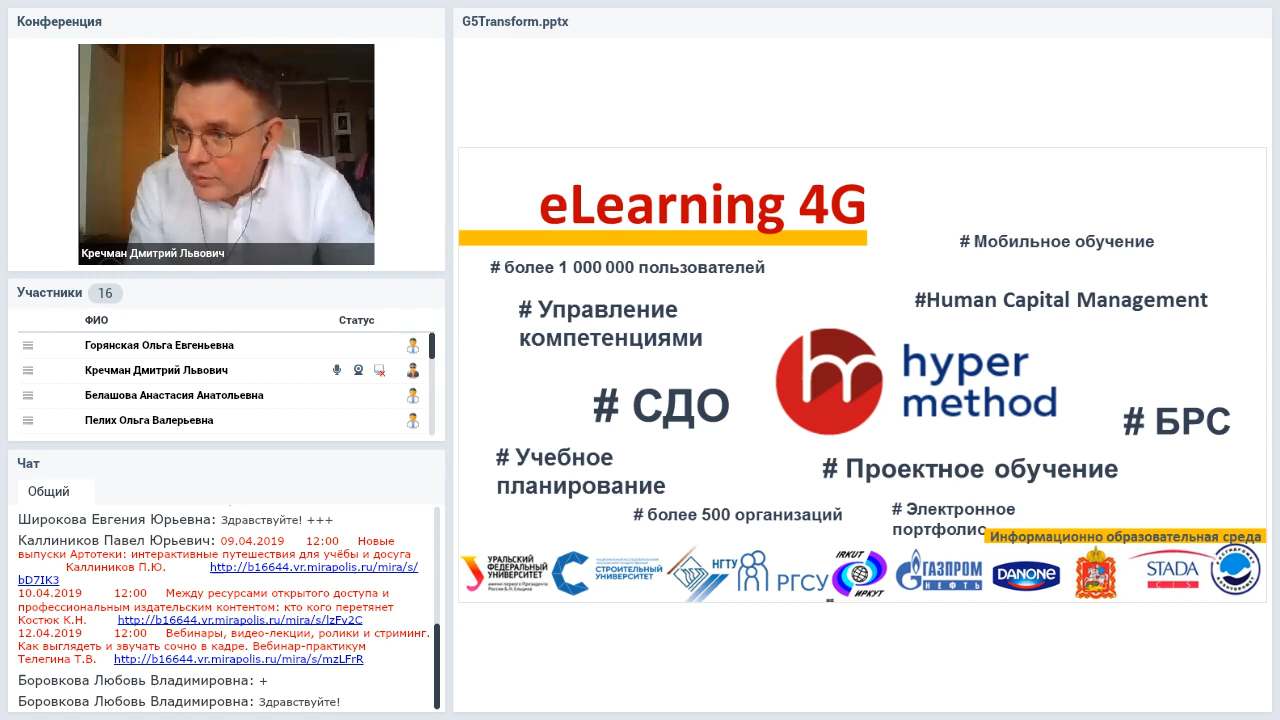 Конференция
Кречман Дмитрий Львович
Участники 16
ФИО Статус
Горянская Ольга Евгеньевна
Кречман Дмитрий Львович
Белашова Анастасия Анатольевна
Пелих Ольга Валерьевна
Чат
Общий
Широкова Евгения Юрьевна: Здравствуйте! +++
Каллиников Павел Юрьевич: 09.04.2019 12:00 Новые
выпуски Артотеки: интерактивные путешествия для учёбы и досуга
Каллиников П.Ю. http://b16644.vr.mirapolis.ru/mira/s/
bD7IK3
10.04.2019 12:00 Между ресурсами открытого доступа и
профессиональным издательским контентом: кто кого перетянет
Костюк К.Н. http://b16644.vr.mirapolis.ru/mira/s/lzFv2C
12.04.2019 12:00 Вебинары, видео-лекции, ролики и стриминг.
Как выглядеть и звучать сочно в кадре. Вебинар-практикум
Телегина Т.В. http://b16644.vr.mirapolis.ru/mira/s/mzLFrR
Боровкова Любовь Владимировна: +
Боровкова Любовь Владимировна: Здравствуйте!
G5Transform.pptx
eLearning 4G
# Мобильное обучение
# более 1 000 000 пользователей
#Human Capital Management
# Управление
компетенциями
hyper
method
# СДО
# БРС
# Учебное
планирование
# Проектное обучение
# более 500 организаций
# Электронное
портфолио
Информационно образовательная среда
УРАЛЬСКИЙ
ФЕДЕРАЛЬНЫЙ
УНИВЕРСИТЕТ
имени первого Президента
России Б.Н. Ельцина
СТРОИТЕЛЬНЫЙ
УНИВЕРСИТЕТ
НГТУ
РГСУ
IRKUT
ИРКУТ
ГАЗПРОМ
НЕФТЬ
DANONE
STADA
CIS